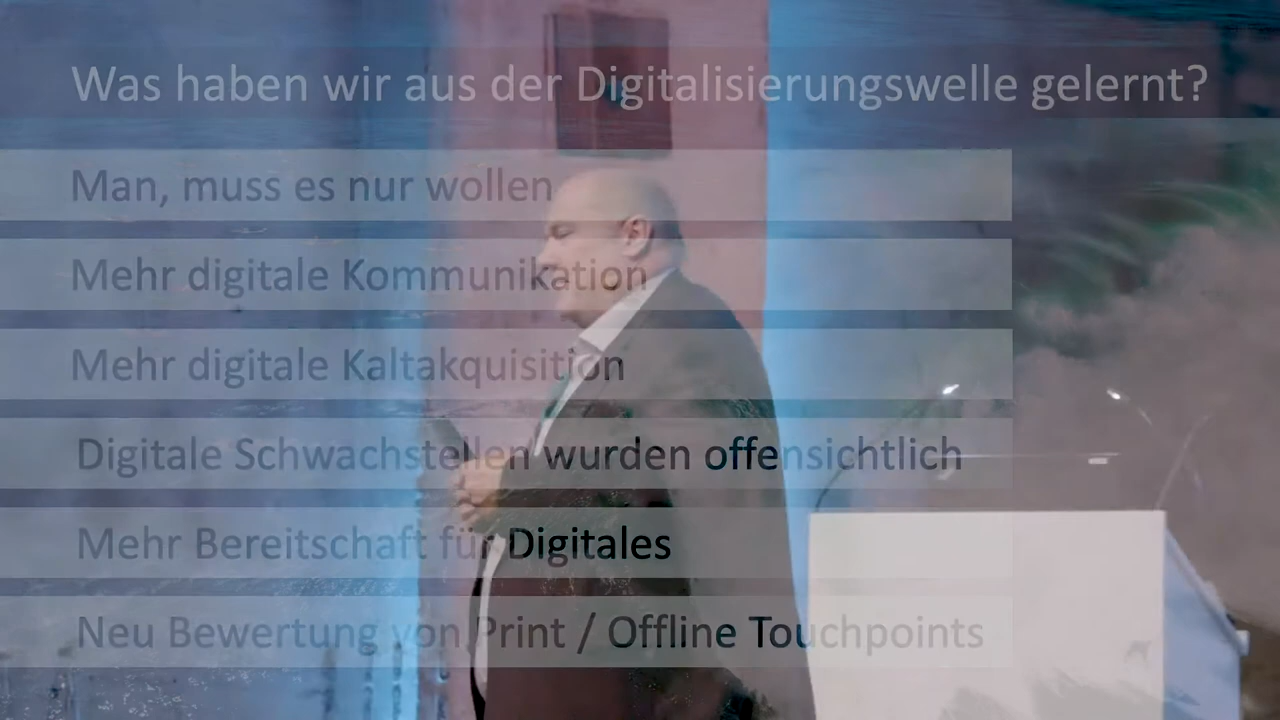 Was haben wir aus der Digitalisierungswelle gelernt?
Man, muss es nur wollen
Mehr digitale Kommunikation
Mehr digitale Kaltakquisition
Digitale Schwachstellen wurden offensichtlich
Mehr Bereitschaft für Digitales
Neu Bewertung von Print / Offline Touchpoints